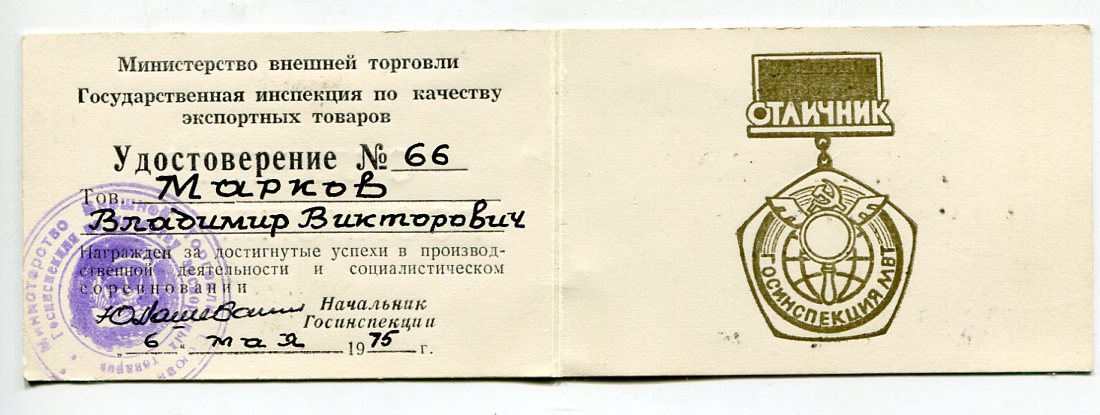 Министерство внешней торговли
Государственная инспекция по качеству
экспортных товаров
Удостоверение № 66
Тов. Марков
Владимир Викторович
Награжден за достигнутые успехи в производ-
ственной деятельности и социалистическом
соревновании
Начальник
Госинспекции
„ 6 “ мая 1975 г.
ОТЛИЧНИК
ГОСИНСПЕКЦИЯ МВТ